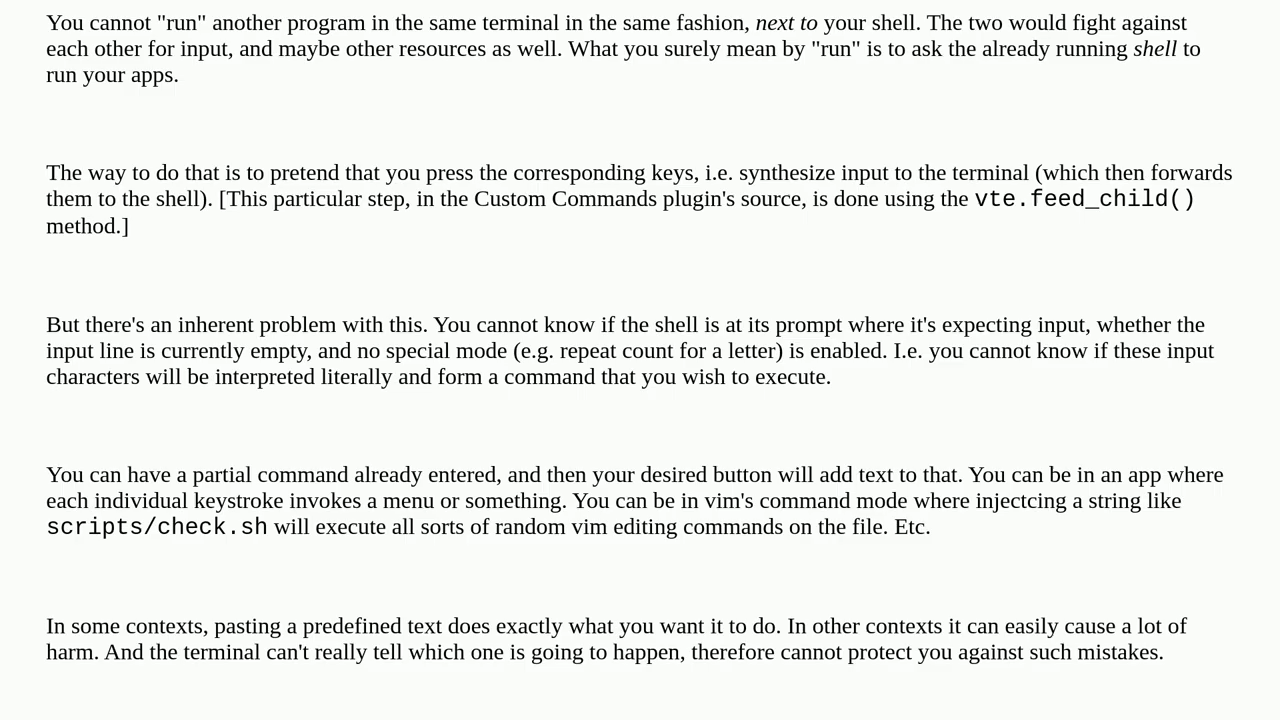 You cannot "run" another program in the same terminal in the same fashion, next to your shell. The two would fight against
each other for input, and maybe other resources as well. What you surely mean by "run" is to ask the already running shell to
run your apps.
The way to do that is to pretend that you press the corresponding keys, i.e. synthesize input to the terminal (which then forwards
them to the shell). [This particular step, in the Custom Commands plugin's source, is done using the vte.feed_child()
method.]
But there's an inherent problem with this. You cannot know if the shell is at its prompt where it's expecting input, whether the
input line is currently empty, and no special mode (e.g. repeat count for a letter) is enabled. I.e. you cannot know if these input
characters will be interpreted literally and form a command that you wish to execute.
You can have a partial command already entered, and then your desired button will add text to that. You can be in an app where
each individual keystroke invokes a menu or something. You can be in vim's command mode where injectcing a string like
scripts/check.sh will execute all sorts of random vim editing commands on the file. Etc.
In some contexts, pasting a predefined text does exactly what you want it to do. In other contexts it can easily cause a lot of
harm. And the terminal can't really tell which one is going to happen, therefore cannot protect you against such mistakes.